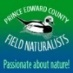 PRINCE EDWARD COUNTY
FIELD NATURALISTS
Passionate about nature!